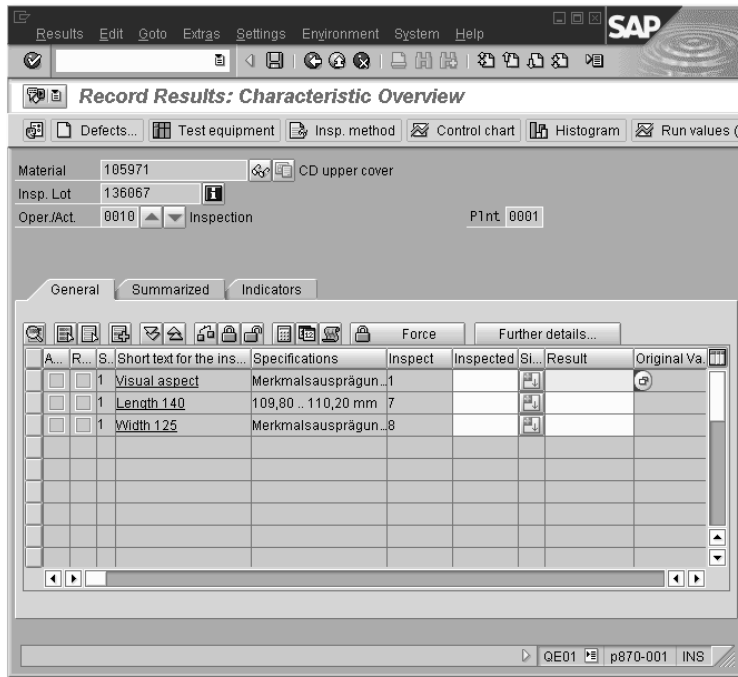 Results Edit Goto Extras Settings Environment System Help
SAP
Record Results: Characteristic Overview
Defects... Test equipment Insp. method Control chart Histogram Run values (
Material 105971 CD upper cover
Insp. Lot 136067
Oper./Act. 0010 Inspection Plnt 0001
General Summarized Indicators
Force Further details...
A... R... S.. Short text for the ins... Specifications Inspect Inspected Si... Result Original Va.
1 Visual aspect Merkmalsausprägun... 1
1 Length 140 109,80 .. 110,20 mm 7
1 Width 125 Merkmalsausprägun... 8
QE01 p870-001 INS